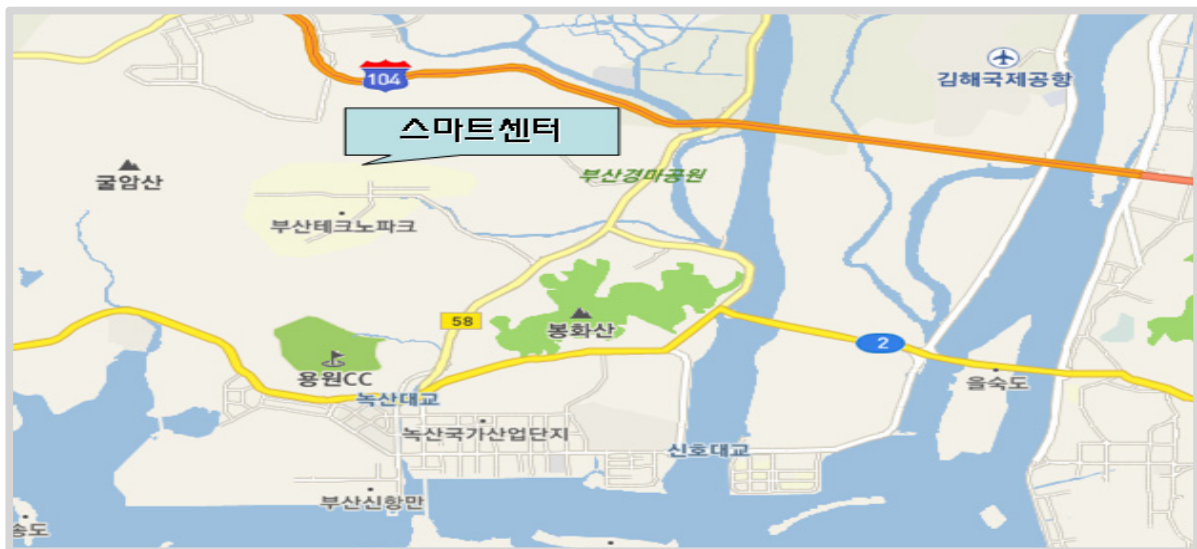 104
김해국제공항
스마트센터
굴암산
부산경마공원
부산테크노파크
58
봉화산
2
용원CC
을숙도
녹산대교
녹산국가산업단지
신호대교
부산신항만
송도